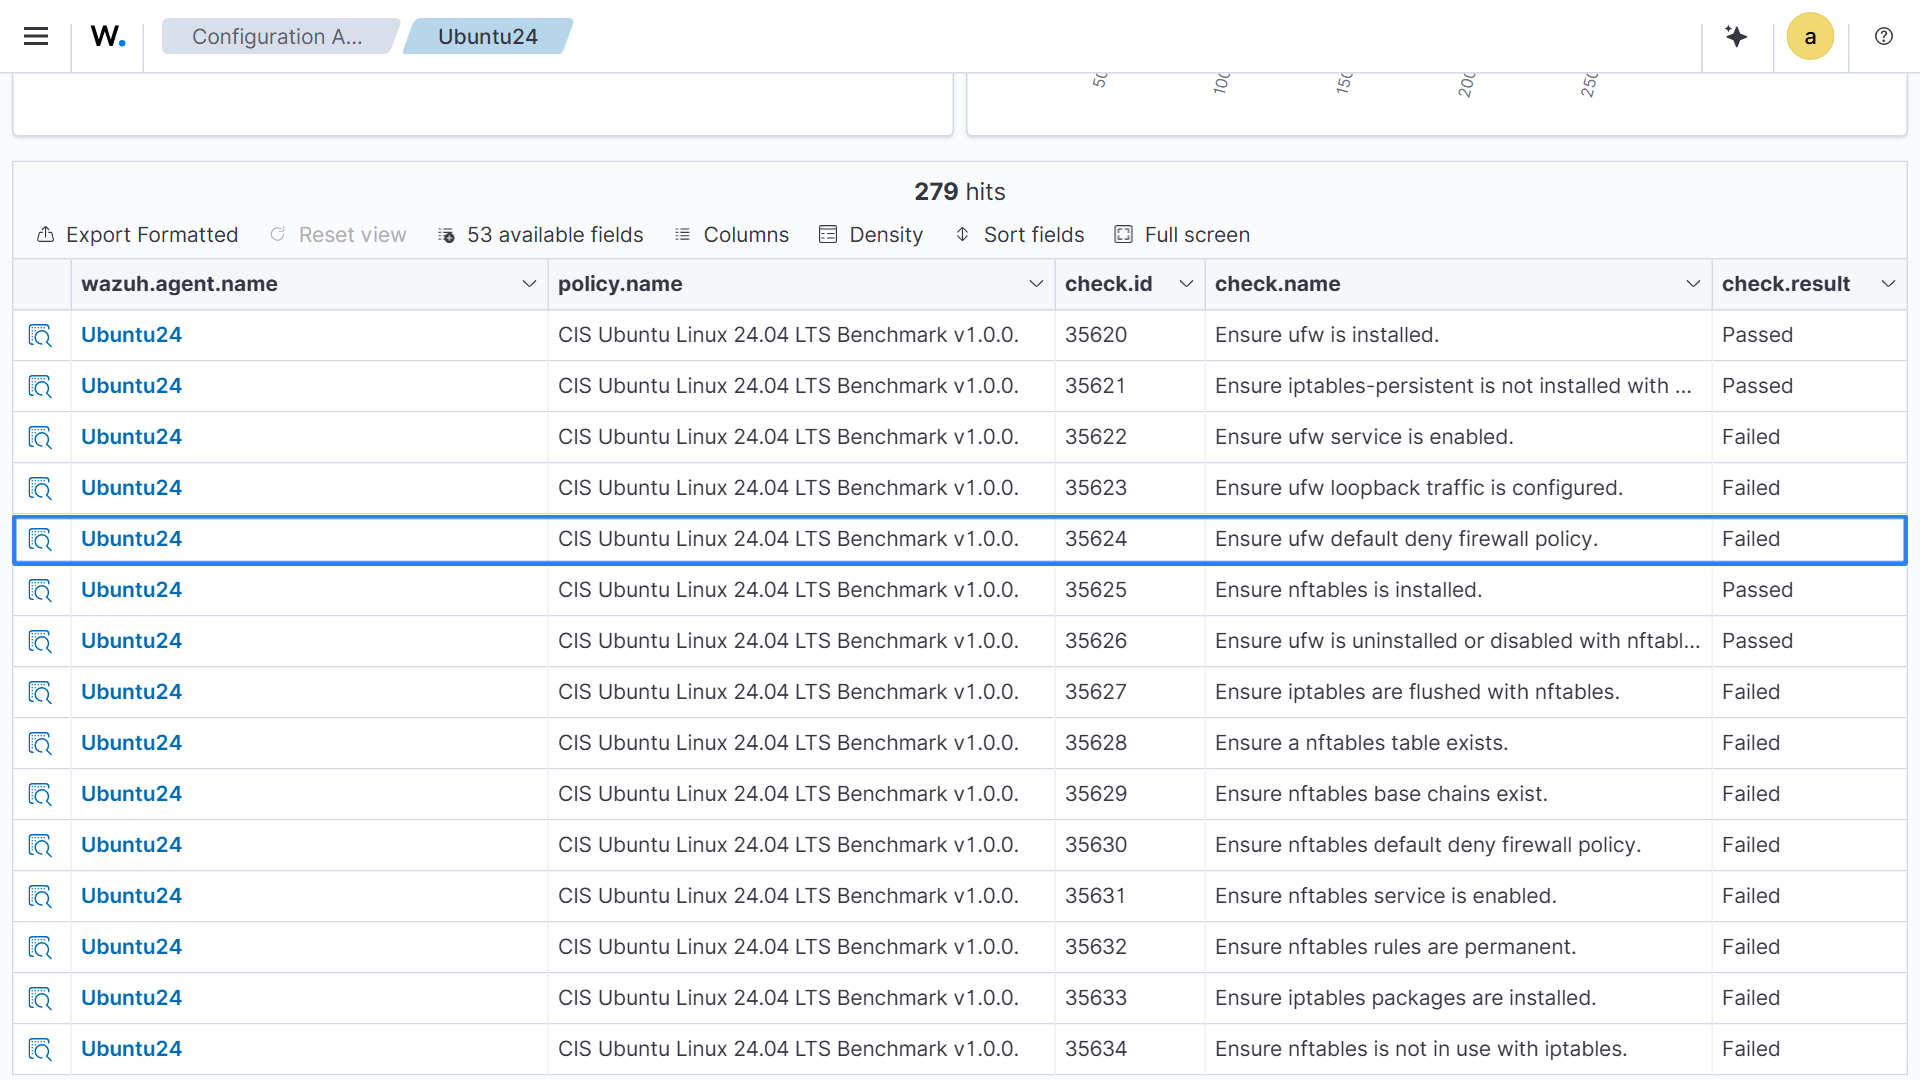 W.
Configuration A...
Ubuntu24
a
50
100
150
200
250
279 hits
Export Formatted
Reset view
53 available fields
Columns
Density
Sort fields
Full screen
wazuh.agent.name policy.name check.id check.name check.result
Ubuntu24 CIS Ubuntu Linux 24.04 LTS Benchmark v1.0.0. 35620 Ensure ufw is installed. Passed
Ubuntu24 CIS Ubuntu Linux 24.04 LTS Benchmark v1.0.0. 35621 Ensure iptables-persistent is not installed with ... Passed
Ubuntu24 CIS Ubuntu Linux 24.04 LTS Benchmark v1.0.0. 35622 Ensure ufw service is enabled. Failed
Ubuntu24 CIS Ubuntu Linux 24.04 LTS Benchmark v1.0.0. 35623 Ensure ufw loopback traffic is configured. Failed
Ubuntu24 CIS Ubuntu Linux 24.04 LTS Benchmark v1.0.0. 35624 Ensure ufw default deny firewall policy. Failed
Ubuntu24 CIS Ubuntu Linux 24.04 LTS Benchmark v1.0.0. 35625 Ensure nftables is installed. Passed
Ubuntu24 CIS Ubuntu Linux 24.04 LTS Benchmark v1.0.0. 35626 Ensure ufw is uninstalled or disabled with nftabl... Passed
Ubuntu24 CIS Ubuntu Linux 24.04 LTS Benchmark v1.0.0. 35627 Ensure iptables are flushed with nftables. Failed
Ubuntu24 CIS Ubuntu Linux 24.04 LTS Benchmark v1.0.0. 35628 Ensure a nftables table exists. Failed
Ubuntu24 CIS Ubuntu Linux 24.04 LTS Benchmark v1.0.0. 35629 Ensure nftables base chains exist. Failed
Ubuntu24 CIS Ubuntu Linux 24.04 LTS Benchmark v1.0.0. 35630 Ensure nftables default deny firewall policy. Failed
Ubuntu24 CIS Ubuntu Linux 24.04 LTS Benchmark v1.0.0. 35631 Ensure nftables service is enabled. Failed
Ubuntu24 CIS Ubuntu Linux 24.04 LTS Benchmark v1.0.0. 35632 Ensure nftables rules are permanent. Failed
Ubuntu24 CIS Ubuntu Linux 24.04 LTS Benchmark v1.0.0. 35633 Ensure iptables packages are installed. Failed
Ubuntu24 CIS Ubuntu Linux 24.04 LTS Benchmark v1.0.0. 35634 Ensure nftables is not in use with iptables. Failed